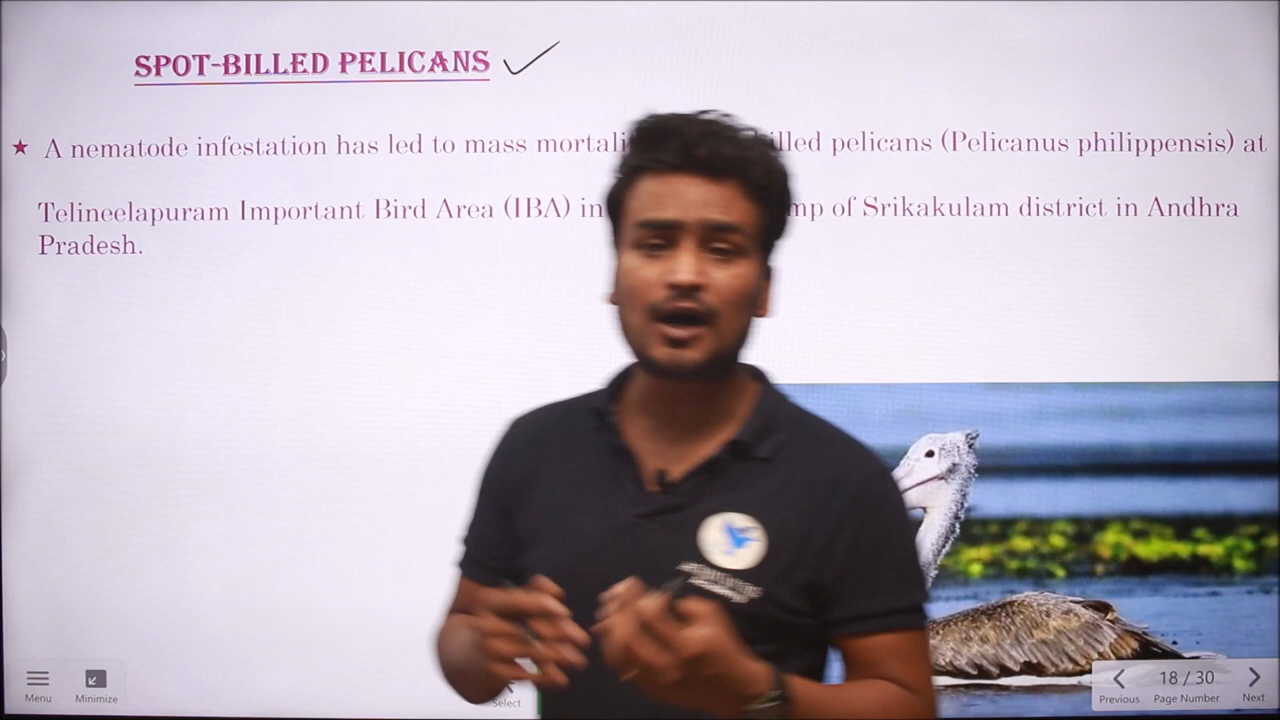 SPOT-BILLED PELICANS
★ A nematode infestation has led to mass mortali illed pelicans (Pelicanus philippensis) at
Telineelapuram Important Bird Area (IBA) in mp of Srikakulam district in Andhra
Pradesh.
Menu
Minimize
Select
Previous
18 / 30
Page Number
Next